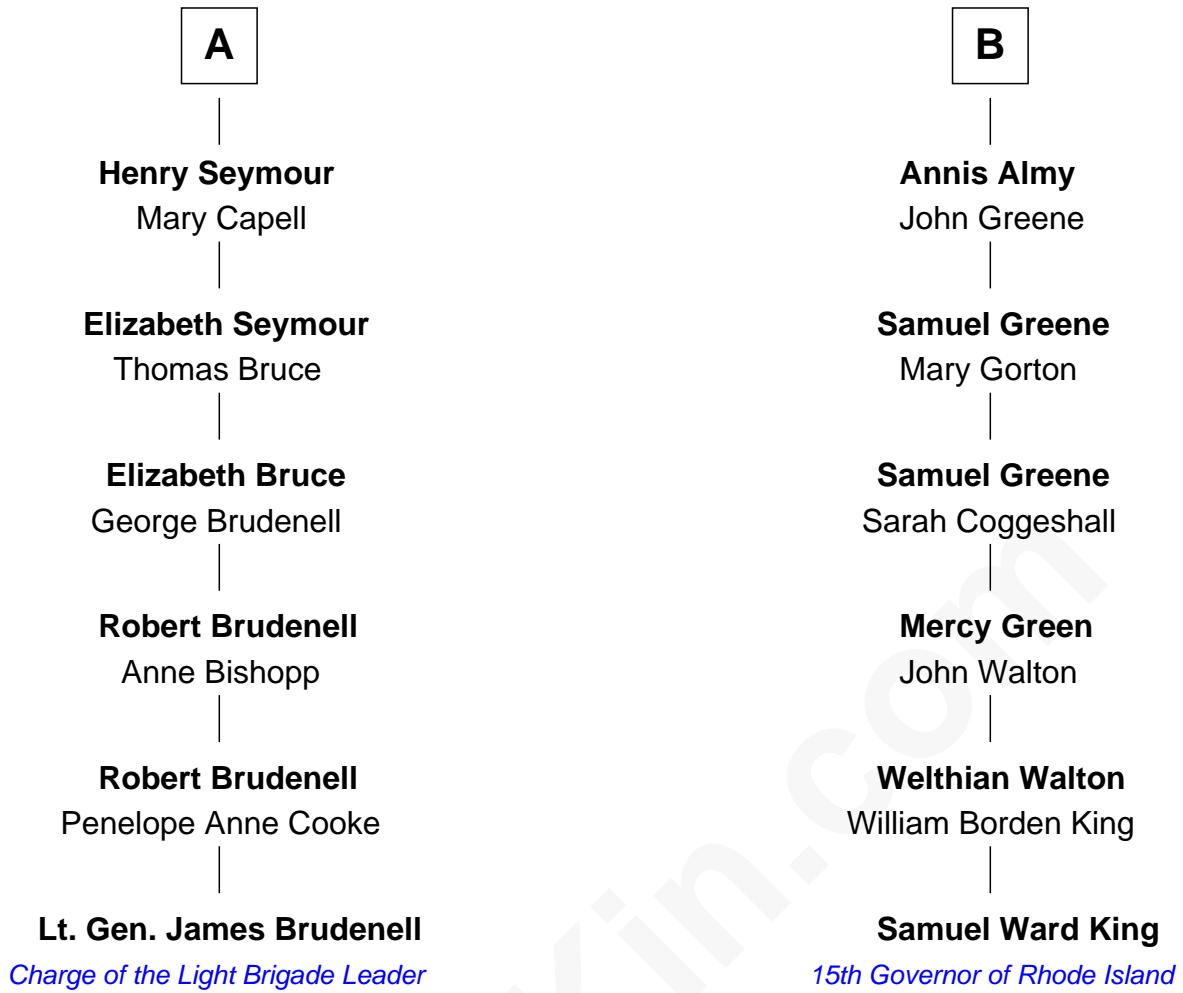 A
Henry Seymour
Mary Capell
Elizabeth Seymour
Thomas Bruce
Elizabeth Bruce
George Brudenell
Robert Brudenell
Anne Bishopp
Robert Brudenell
Penelope Anne Cooke
Lt. Gen. James Brudenell
Charge of the Light Brigade Leader
B
Annis Almy
John Greene
Samuel Greene
Mary Gorton
Samuel Greene
Sarah Coggeshall
Mercy Green
John Walton
Welthian Walton
William Borden King
Samuel Ward King
15th Governor of Rhode Island
Kin.com